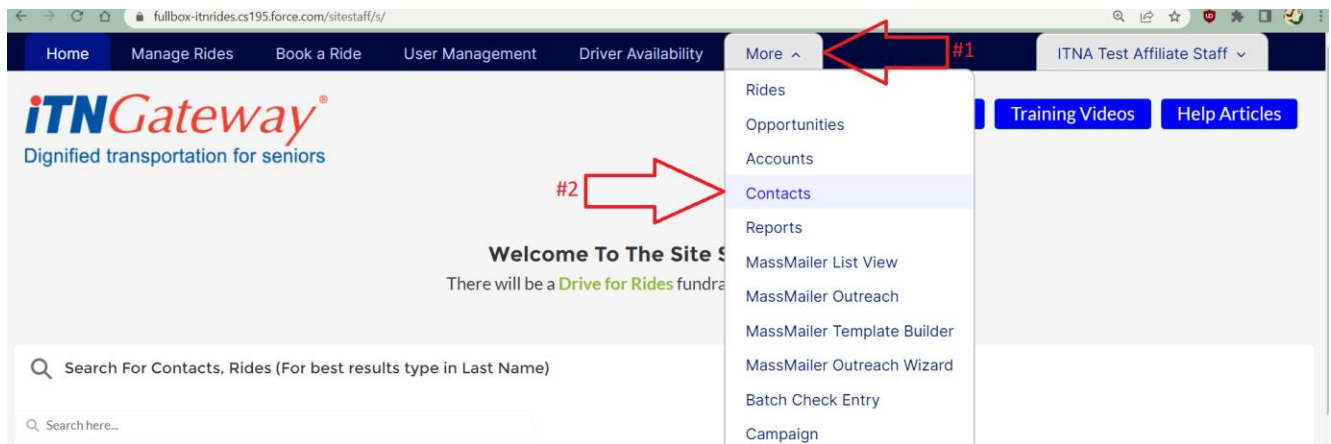 fullbox-itnrides.cs195.force.com/sitestaff/s/
Home Manage Rides Book a Ride User Management Driver Availability More #1 ITNA Test Affiliate Staff
iTNGateway®
Dignified transportation for seniors
Training Videos Help Articles
Rides
Opportunities
Accounts
#2
Contacts
Reports
MassMailer List View
MassMailer Outreach
MassMailer Template Builder
MassMailer Outreach Wizard
Batch Check Entry
Campaign
Welcome To The Site S
There will be a Drive for Rides fundra
Search For Contacts, Rides (For best results type in Last Name)
Search here...